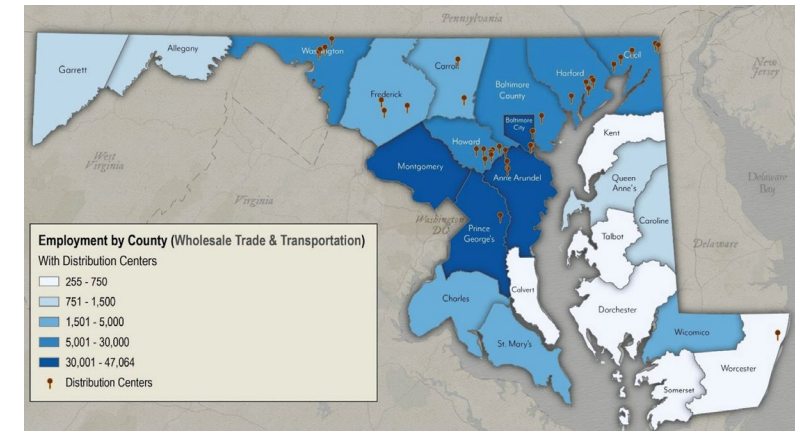 Pennsylvania
Garrett
Allegany
Washington
Frederick
Carroll
Baltimore
County
Harford
Cecil
New
Jersey
Baltimore
City
Howard
Montgomery
Anne Arundel
Kent
Queen
Anne's
Delaware
Bay
West
Virginia
Virginia
Washington
DC
Prince
George's
Talbot
Caroline
Delaware
Calvert
Charles
St. Mary's
Dorchester
Wicomico
Worcester
Somerset
Employment by County (Wholesale Trade & Transportation)
With Distribution Centers
255 - 750
751 - 1,500
1,501 - 5,000
5,001 - 30,000
30,001 - 47,064
Distribution Centers